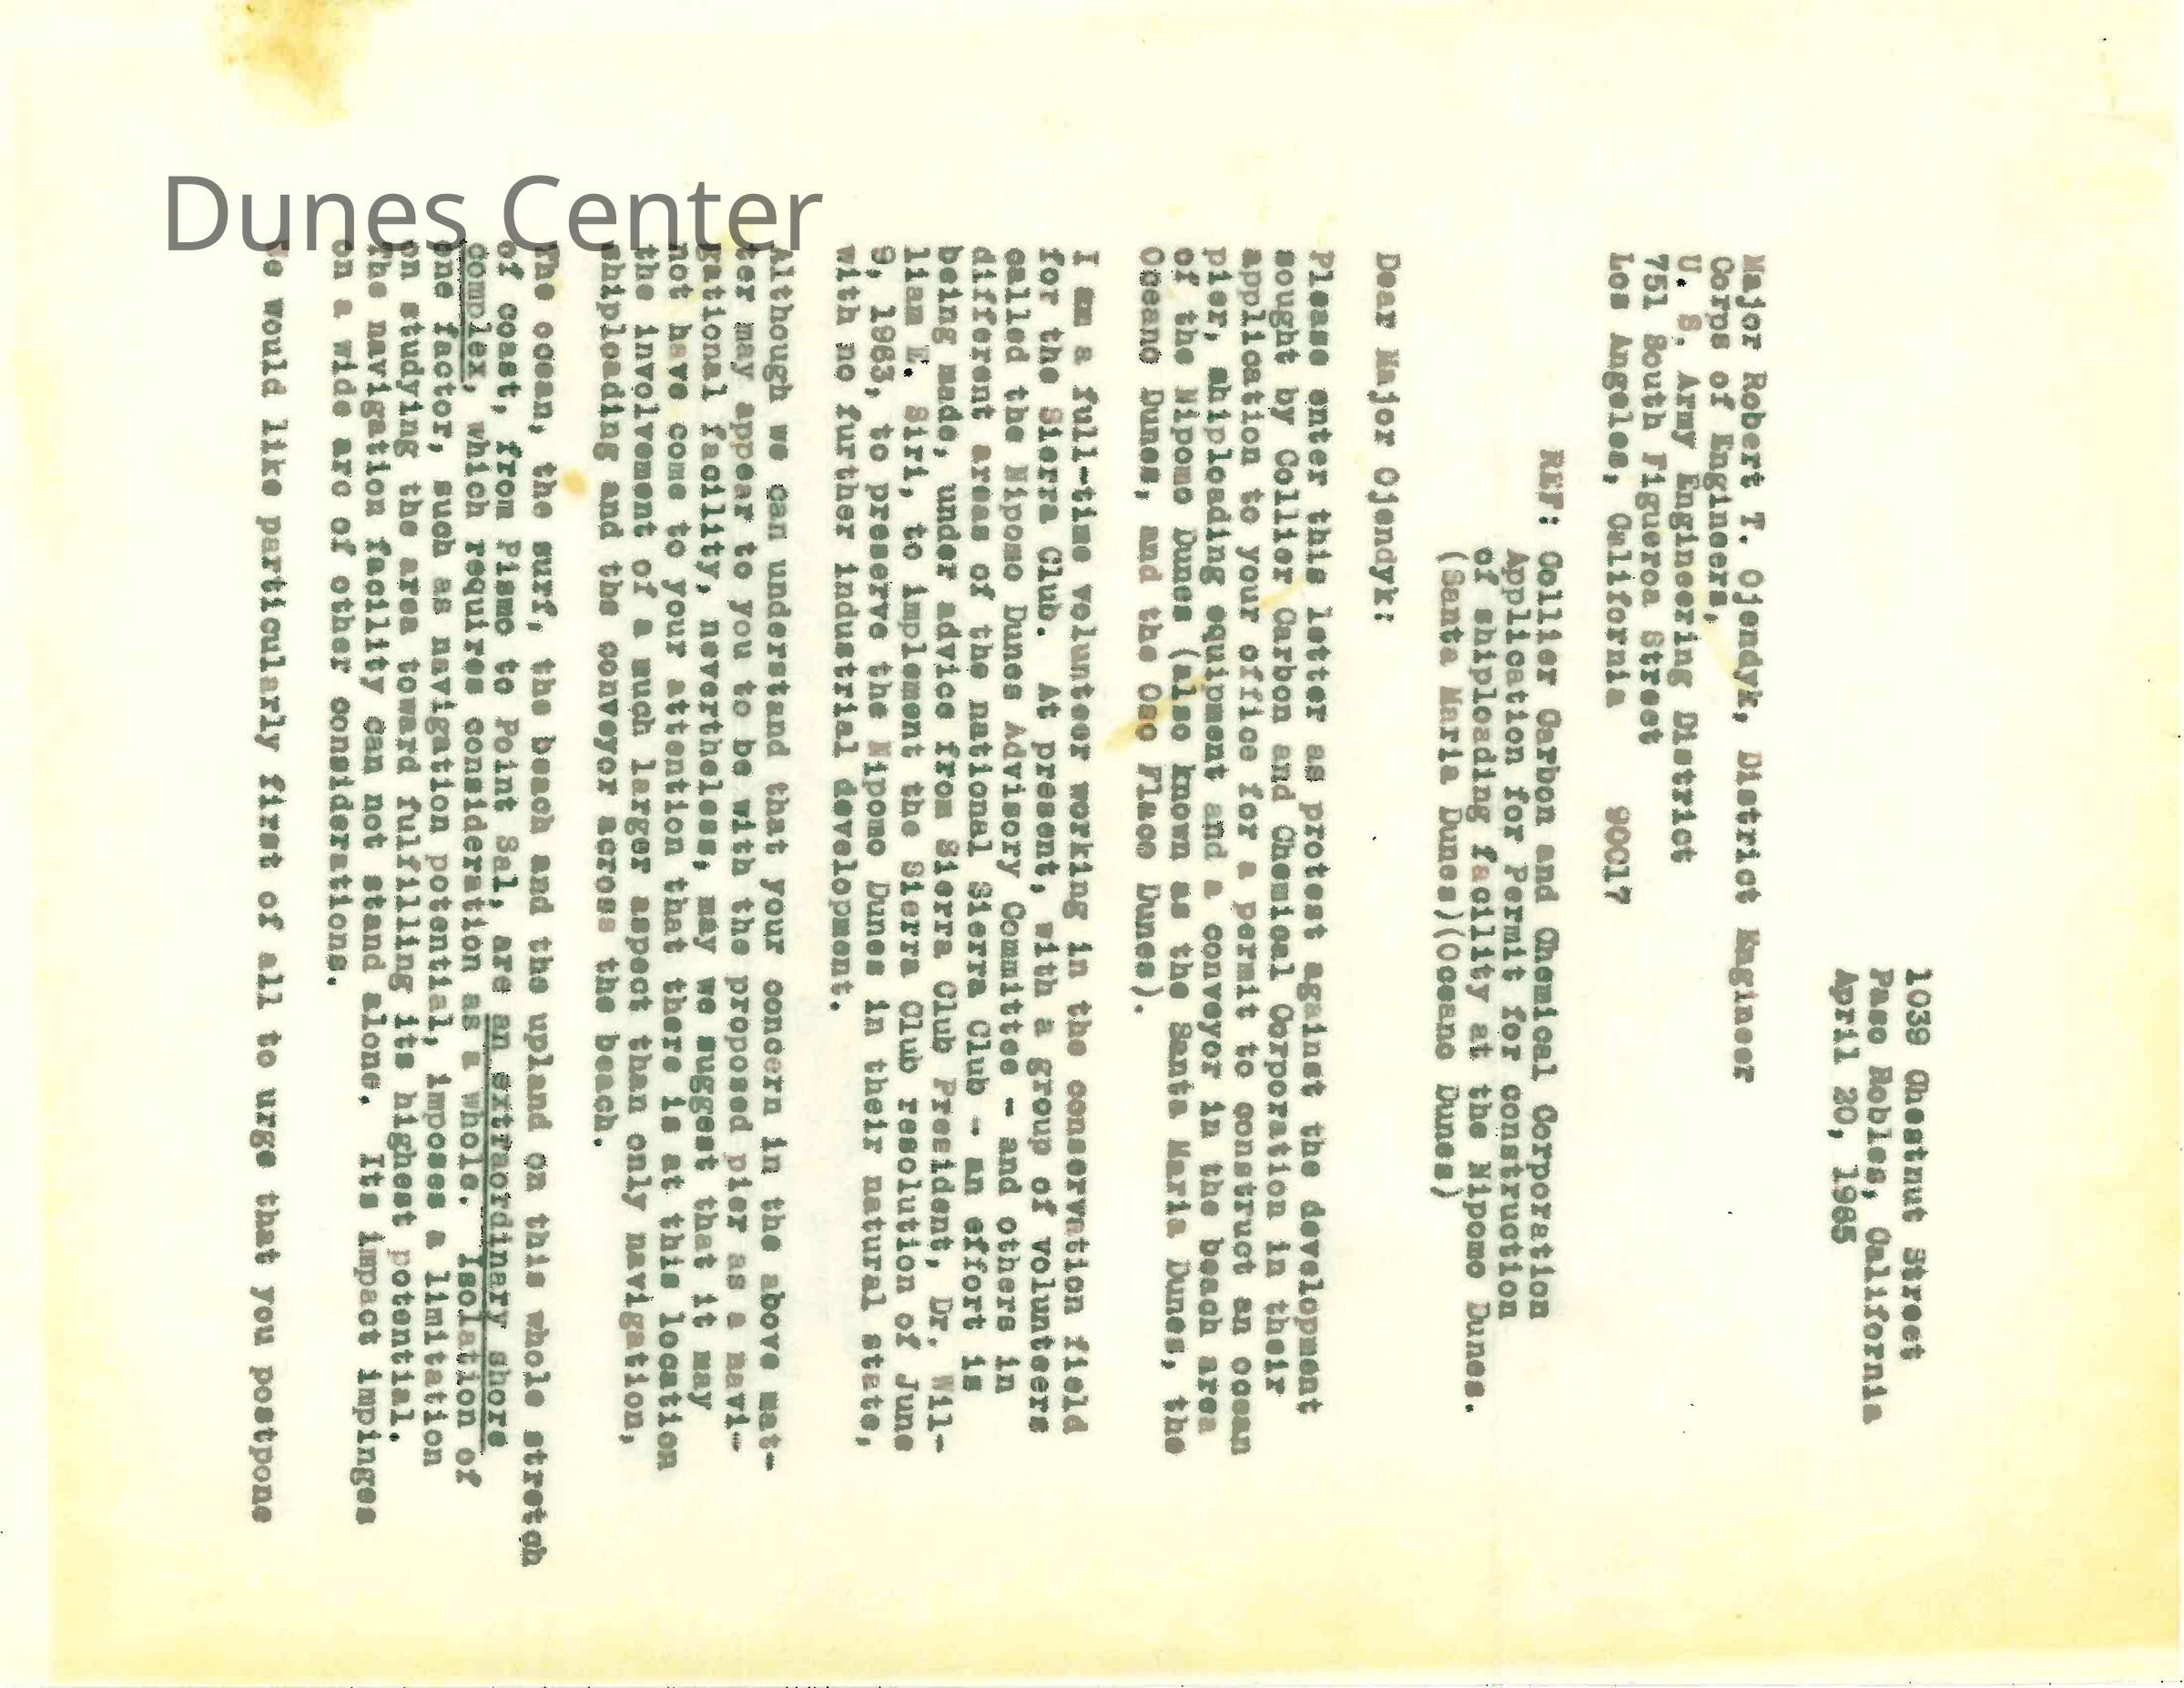 Dunes Center
1039 Chestnut Street
Paso Robles, California
April 20, 1965
Major Robert T. Ojendyk, District Engineer
Corps of Engineers,
U. S. Army Engineering District
751 South Figueroa Street
Los Angeles, California 90017
REF: Collier Carbon and Chemical Corporation
Application for Permit for construction
of shiploading facility at the Nipomo Dunes.
(Santa Maria Dunes)(Oceano Dunes)
Dear Major Ojendyk:
Please enter this letter as protest against the development
sought by Collier Carbon and Chemical Corporation in their
application to your office for a permit to construct an ocean
pier, shiploading equipment and a conveyor in the beach area
of the Nipomo Dunes (also known as the Santa Maria Dunes, the
Oceano Dunes, and the Oso Flaco Dunes).
I am a full-time volunteer working in the conservation field
for the Sierra Club. At present, with a group of volunteers
called the Nipomo Dunes Advisory Committee - and others in
different areas of the national Sierra Club - an effort is
being made, under advice from Sierra Club President, Dr. Will-
liam E. Siri, to implement the Sierra Club resolution of June
9, 1963, to preserve the Nipomo Dunes in their natural state,
with no further industrial development.
Although we can understand that your concern in the above mat-
ter may appear to you to be with the proposed pier as a navi-
gational facility, nevertheless, may we suggest that it may
not have come to your attention that there is at this location
the involvement of a much larger aspect than only navigation,
shiploading and the conveyor across the beach.
The ocean, the surf, the beach and the upland on this whole stretch
of coast, from Pismo to Point Sal, are an extraordinary shore
complex, which requires consideration as a whole. Isolation of
one factor, such as navigation potential, imposes a limitation
on studying the area toward fulfilling its highest potential.
The navigation facility can not stand alone. Its impact impinges
on a wide arc of other considerations.
We would like particularly first of all to urge that you postpone